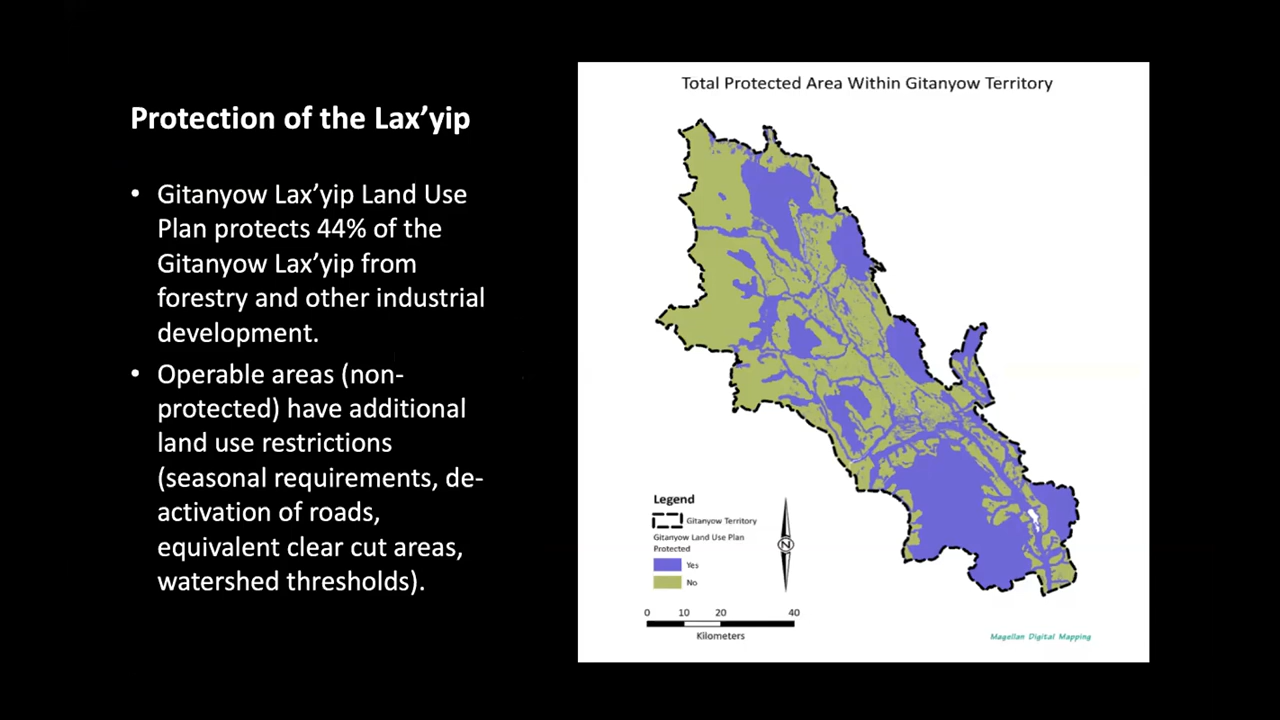 Protection of the Lax’yip
• Gitanyow Lax’yip Land Use
Plan protects 44% of the
Gitanyow Lax’yip from
forestry and other industrial
development.
• Operable areas (non-
protected) have additional
land use restrictions
(seasonal requirements, de-
activation of roads,
equivalent clear cut areas,
watershed thresholds).
Total Protected Area Within Gitanyow Territory
Legend
Gitanyow Territory
Gitanyow Land Use Plan
Protected
Yes
No
N
0 10 20 40
Kilometers
Magellan Digital Mapping